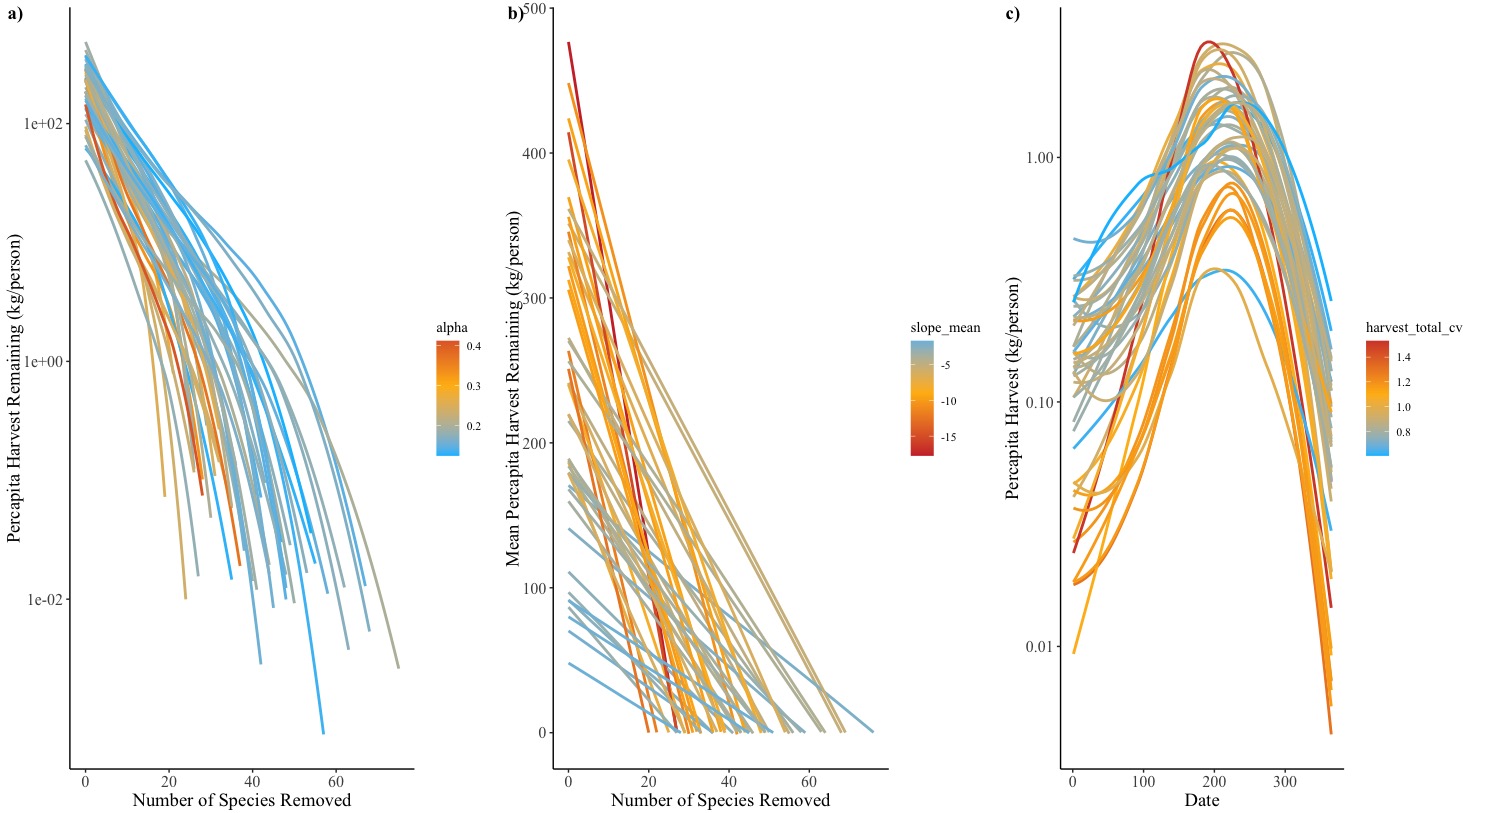 a)
Percapita Harvest Remaining (kg/person)
1e+02
1e+00
1e-02
0
20
40
60
Number of Species Removed
alpha
0.4
0.3
0.2
b)
Mean Percapita Harvest Remaining (kg/person)
500
400
300
200
100
0
0
20
40
60
Number of Species Removed
slope_mean
-5
-10
-15
c)
Percapita Harvest (kg/person)
1.00
0.10
0.01
0
100
200
300
Date
harvest_total_cv
1.4
1.2
1.0
0.8